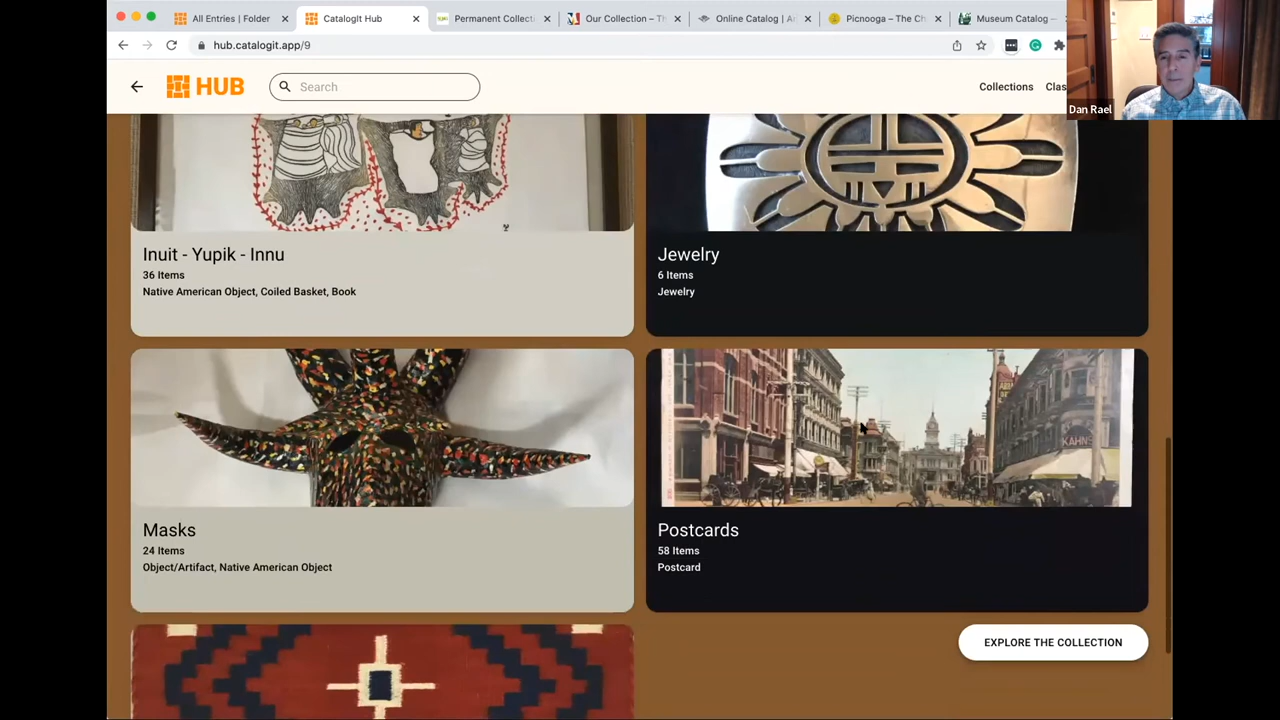 All Entries | Folder
CatalogIt Hub
Permanent Collect
Our Collection – Th
Online Catalog | A
Picnooga – The Ch
Museum Catalog —
hub.catalogit.app/9
HUB
Search
Collections
Clas
Dan Rael
Inuit - Yupik - Innu
36 Items
Native American Object, Coiled Basket, Book
Jewelry
6 Items
Jewelry
KAHN'S
Masks
24 Items
Object/Artifact, Native American Object
Postcards
58 Items
Postcard
EXPLORE THE COLLECTION